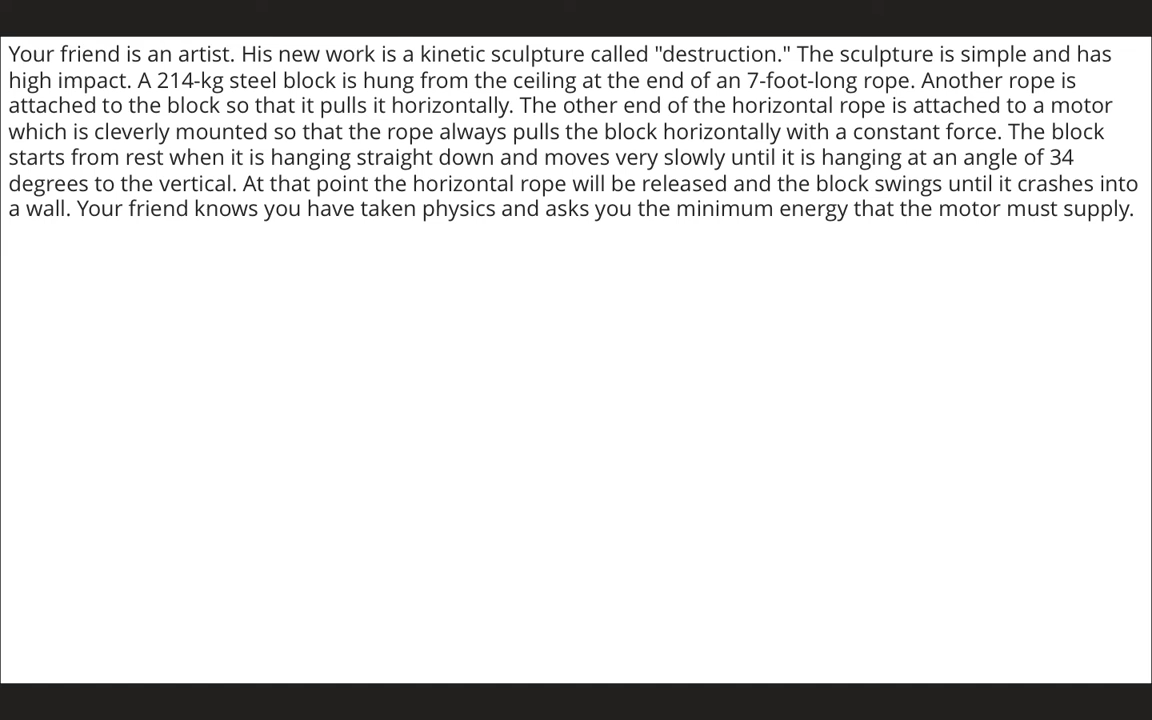 Your friend is an artist. His new work is a kinetic sculpture called "destruction." The sculpture is simple and has
high impact. A 214-kg steel block is hung from the ceiling at the end of an 7-foot-long rope. Another rope is
attached to the block so that it pulls it horizontally. The other end of the horizontal rope is attached to a motor
which is cleverly mounted so that the rope always pulls the block horizontally with a constant force. The block
starts from rest when it is hanging straight down and moves very slowly until it is hanging at an angle of 34
degrees to the vertical. At that point the horizontal rope will be released and the block swings until it crashes into
a wall. Your friend knows you have taken physics and asks you the minimum energy that the motor must supply.